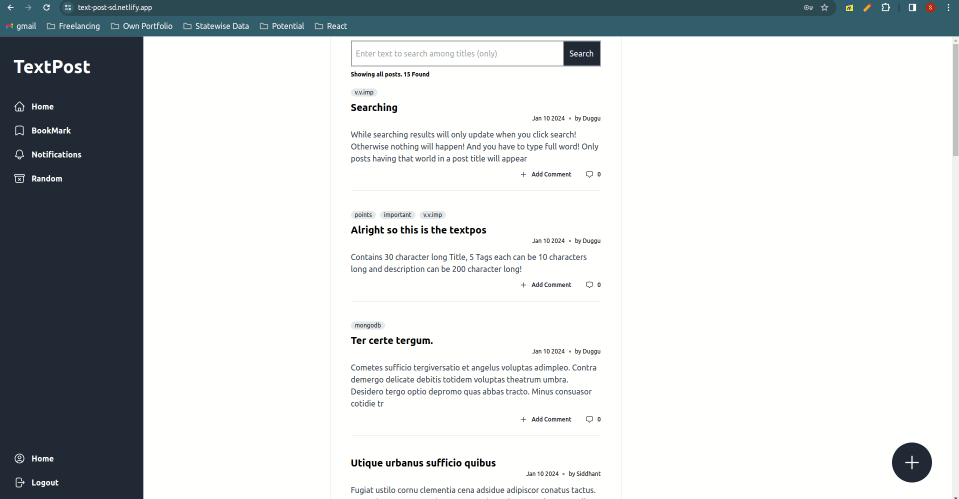 text-post-sd.netlify.app
gmail Freelancing Own Portfolio Statewise Data Potential React
TextPost
Home
BookMark
Notifications
Random
Home
Logout
Enter text to search among titles (only) Search
Showing all posts. 15 Found
v.v.imp
Searching
Jan 10 2024 • by Duggu
While searching results will only update when you click search!
Otherwise nothing will happen! And you have to type full word! Only
posts having that world in a post title will appear
+ Add Comment 0
points important v.v.imp
Alright so this is the textpos
Jan 10 2024 • by Duggu
Contains 30 character long Title, 5 Tags each can be 10 characters
long and description can be 200 character long!
+ Add Comment 0
mongodb
Ter certe tergum.
Jan 10 2024 • by Duggu
Cometes sufficio tergiversatio et angelus voluptas adimpleo. Contra
demergo delicate debitis totidem voluptas theatrum umbra.
Desidero tergo optio depromo quas abbas tracto. Minus consuasor
cotidie tr
+ Add Comment 0
Utique urbanus sufficio quibus
Jan 10 2024 • by Siddhant
Fugiat ustilo cornu clementia cena adsidue adipiscor conatus tactus.